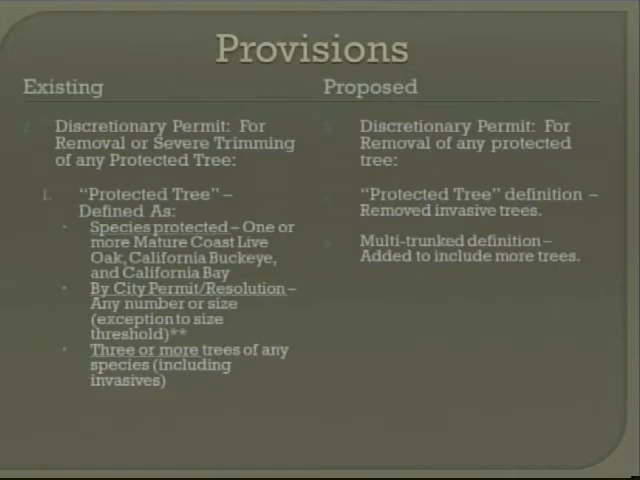 Provisions
Existing
Discretionary Permit: For
Removal or Severe Trimming
of any Protected Tree:
“Protected Tree” –
Defined As:
Species protected – One or
more Mature Coast Live
Oak, California Buckeye,
and California Bay
By City Permit/Resolution –
Any number or size
(exception to size
threshold)**
Three or more trees of any
species (including
invasives)
Proposed
Discretionary Permit: For
Removal of any protected
tree:
“Protected Tree” definition –
Removed invasive trees.
Multi-trunked definition –
Added to include more trees.